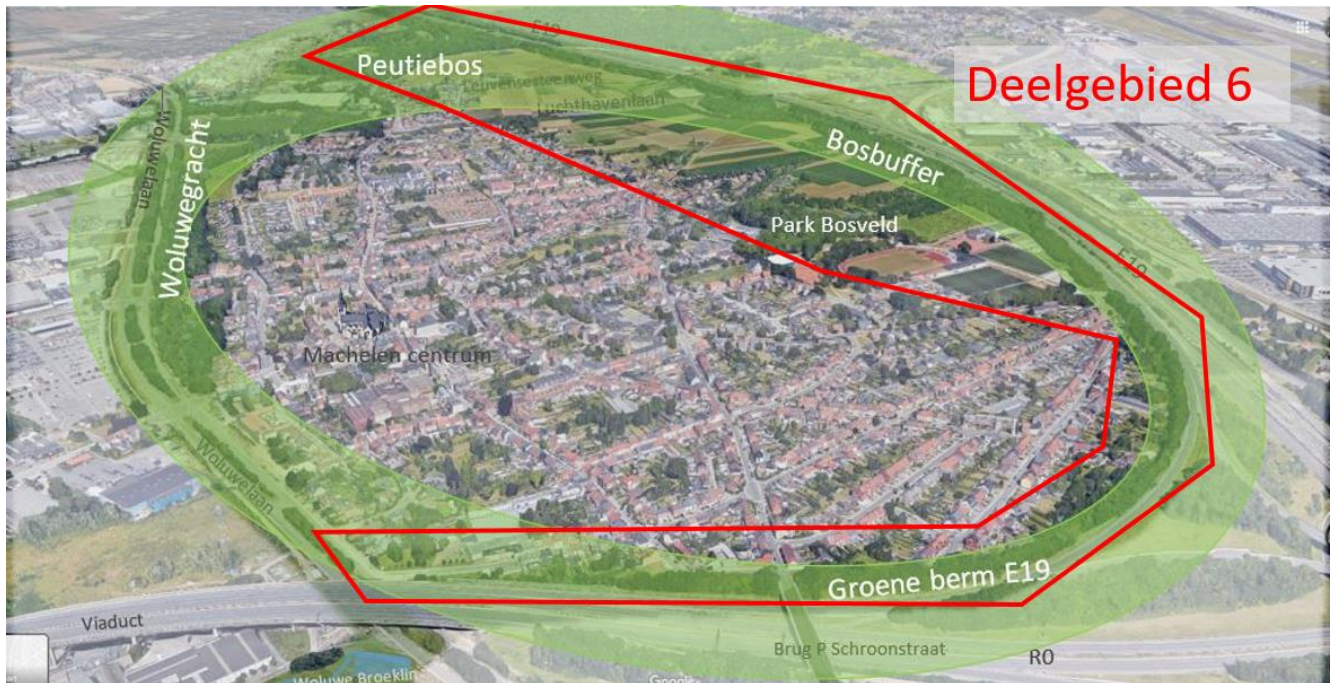 E19
Deelgebied 6
Peutiebos
Leuvensesteenweg
Luchthavenlaan
Woluwelaan
Woluwegracht
Bosbuffer
Park Bosveld
E19
Machelen centrum
Woluwelaan
Groene berm E19
Viaduct
Brug P Schroonstraat
R0
Woluwe Broeklin
Google